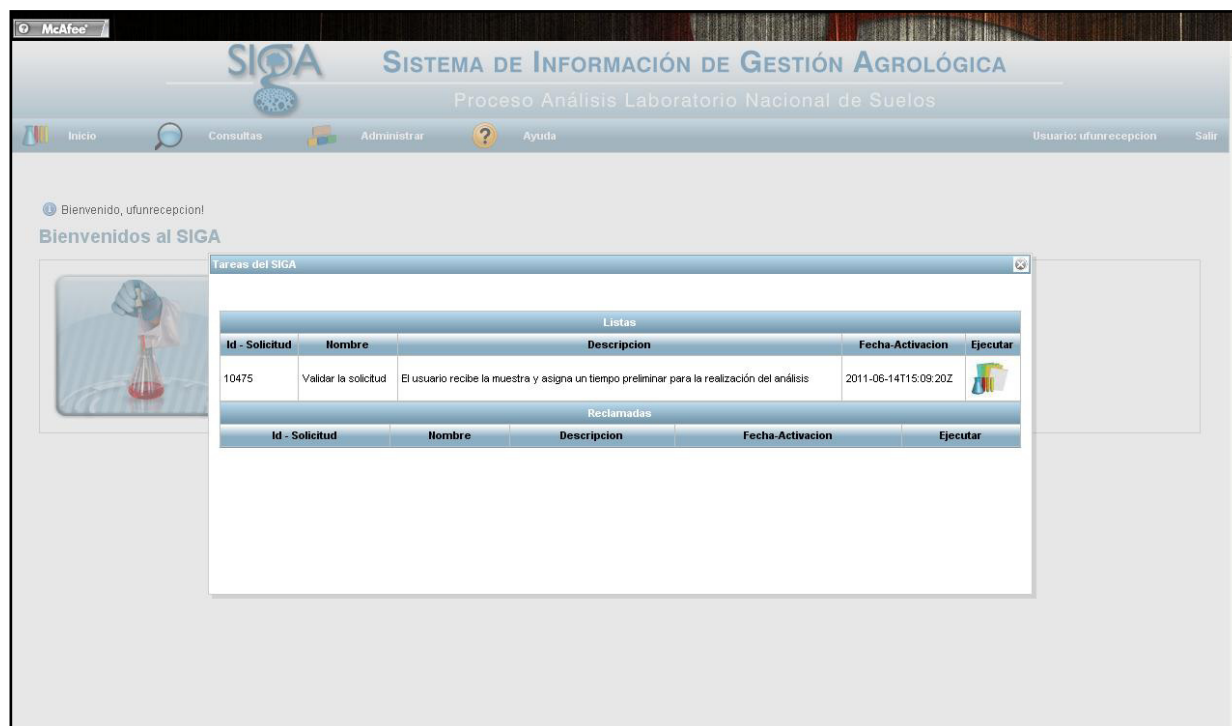 McAfee
SIGA
SISTEMA DE INFORMACIÓN DE GESTIÓN AGROLÓGICA
Proceso Análisis Laboratorio Nacional de Suelos
Inicio Consultas Administrar ? Ayuda Usuario: ufunrecepcion Salir
Bienvenido, ufunrecepcion!
Bienvenidos al SIGA
Tareas del SIGA
Listas
Id - Solicitud Nombre Descripcion Fecha-Activacion Ejecutar
10475 Validar la solicitud El usuario recibe la muestra y asigna un tiempo preliminar para la realización del análisis 2011-06-14T15:09:20Z
Reclamadas
Id - Solicitud Nombre Descripcion Fecha-Activacion Ejecutar